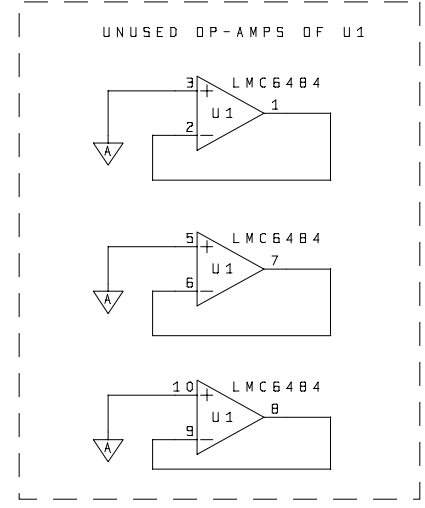 UNUSED OP-AMPS OF U1
3 LMC6484
+ 1
U1
2
−
A
5 LMC6484
+ 7
U1
6
−
A
10 LMC6484
+ 8
U1
9
−
A